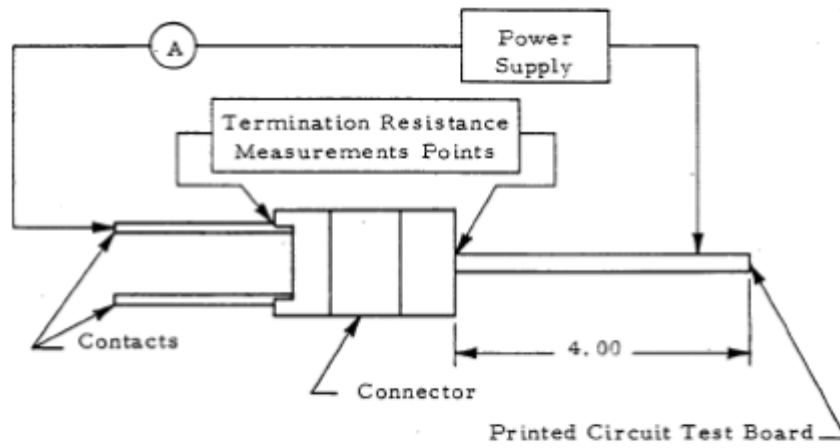 A
Power
Supply
Termination Resistance
Measurements Points
Contacts
4.00
Connector
Printed Circuit Test Board